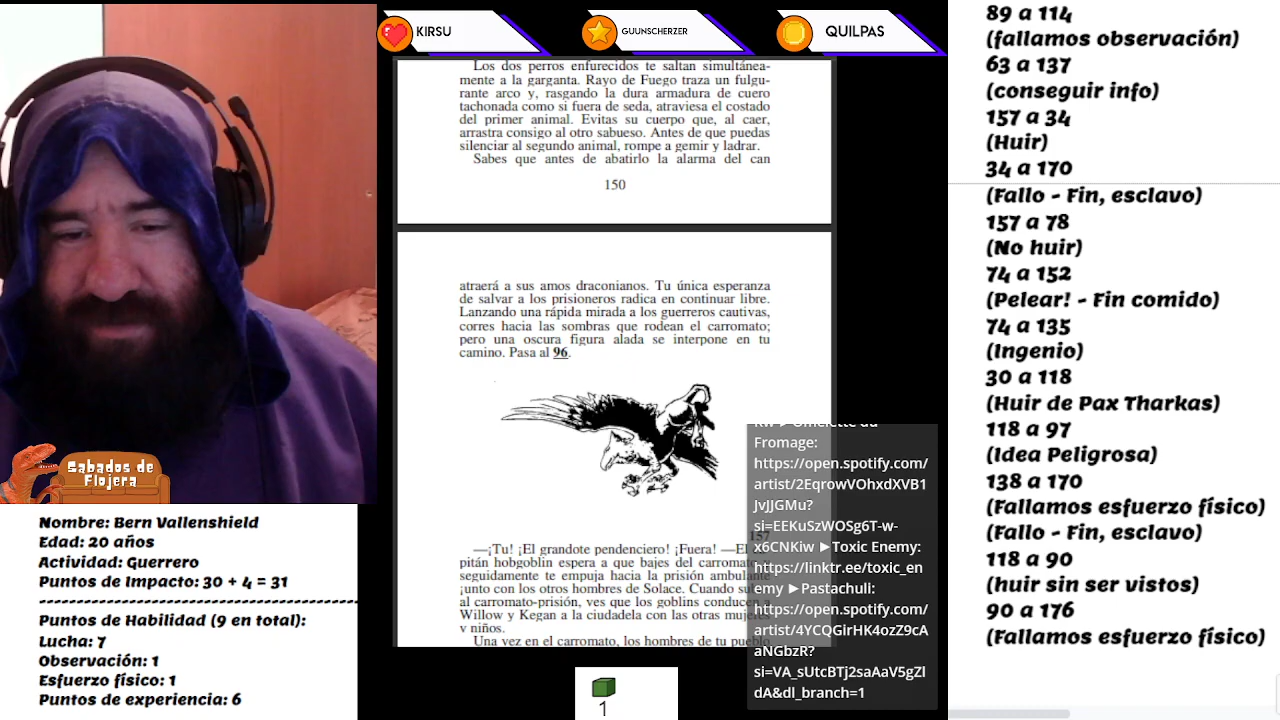 KIRSU
GUUNSCHERZER
QUILPAS
Los dos perros enfurecidos te saltan simultánea-
mente a la garganta. Rayo de Fuego traza un fulgu-
rante arco y, rasgando la dura armadura de cuero
tachonada como si fuera de seda, atraviesa el costado
del primer animal. Evitas su cuerpo que, al caer,
arrastra consigo al otro sabueso. Antes de que puedas
silenciar al segundo animal, rompe a gemir y ladrar.
Sabes que antes de abatirlo la alarma del can
150
atraerá a sus amos draconianos. Tu única esperanza
de salvar a los prisioneros radica en continuar libre.
Lanzando una rápida mirada a los guerreros cautivas,
corres hacia las sombras que rodean el carromato;
pero una oscura figura alada se interpone en tu
camino. Pasa al 96.
157
—¡Tu! ¡El grandote pendenciero! ¡Fuera! —El
pitán hobgoblin espera a que bajes del carromato
seguidamente te empuja hacia la prisión ambulante
¡unto con los otros hombres de Solace. Cuando
al carromato-prisión, ves que los goblins conducen
Willow y Kegan a la ciudadela con las otras mujeres
v niños.
Una vez en el carromato, los hombres de tu pueblo
Fromage:
https://open.spotify.com/
artist/2EqrowVOhxdXVB1
JvJJGMu?
si=EEKuSzWOSg6T-w-
x6CNKiw ►Toxic Enemy:
https://linktr.ee/toxic_en
emy ►Pastachuli:
https://open.spotify.com/
artist/4YCQGlrHK4ozZ9cA
aNGbzR?
si=VA_sUtcBTj2saAaV5gZl
dA&dl_branch=1
1
89 a 114
(fallamos observación)
63 a 137
(conseguir info)
157 a 34
(Huir)
34 a 170
(Fallo - Fin, esclavo)
157 a 78
(No huir)
74 a 152
(Pelear! - Fin comido)
74 a 135
(Ingenio)
30 a 118
(Huir de Pax Tharkas)
118 a 97
(Idea Peligrosa)
138 a 170
(Fallamos esfuerzo físico)
(Fallo - Fin, esclavo)
118 a 90
(huir sin ser vistos)
90 a 176
(Fallamos esfuerzo físico)
Sabados de
Flojera
Nombre: Bern Vallenshield
Edad: 20 años
Actividad: Guerrero
Puntos de Impacto: 30 + 4 = 31
Puntos de Habilidad (9 en total):
Lucha: 7
Observación: 1
Esfuerzo físico: 1
Puntos de experiencia: 6